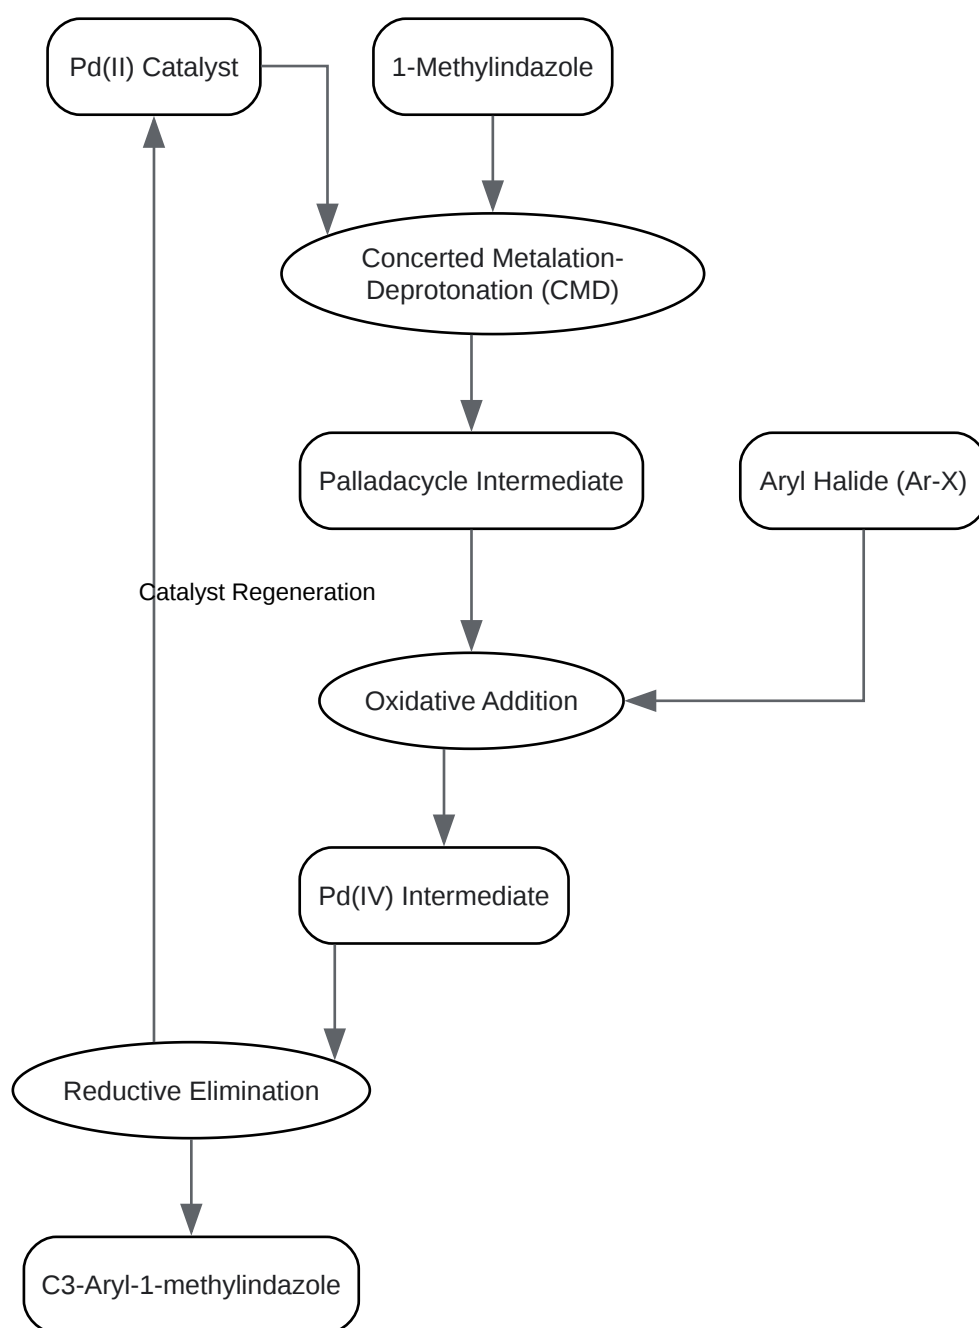 Pd(II) Catalyst
1-Methylindazole
Concerted Metalation-
Deprotonation (CMD)
Palladacycle Intermediate
Aryl Halide (Ar-X)
Catalyst Regeneration
Oxidative Addition
Pd(IV) Intermediate
Reductive Elimination
C3-Aryl-1-methylindazole